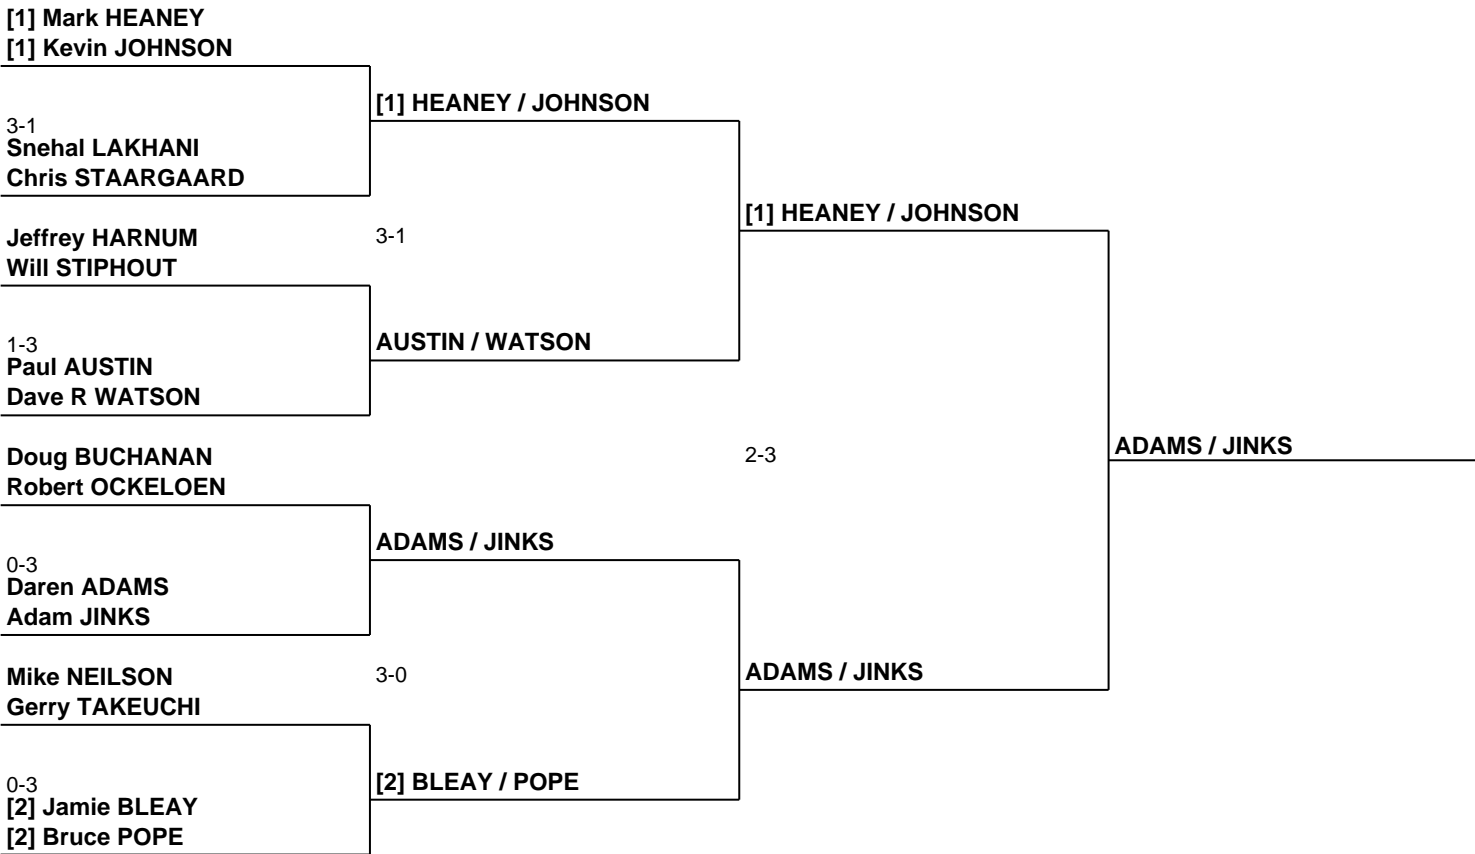 [1] Mark HEANEY
[1] Kevin JOHNSON
[1] HEANEY / JOHNSON
3-1
Snehal LAKHANI
Chris STAARGAARD
[1] HEANEY / JOHNSON
Jeffrey HARNUM
3-1
Will STIPHOUT
AUSTIN / WATSON
1-3
Paul AUSTIN
Dave R WATSON
ADAMS / JINKS
Doug BUCHANAN
2-3
Robert OCKELOEN
ADAMS / JINKS
0-3
Daren ADAMS
Adam JINKS
ADAMS / JINKS
Mike NEILSON
3-0
Gerry TAKEUCHI
[2] BLEAY / POPE
0-3
[2] Jamie BLEAY
[2] Bruce POPE